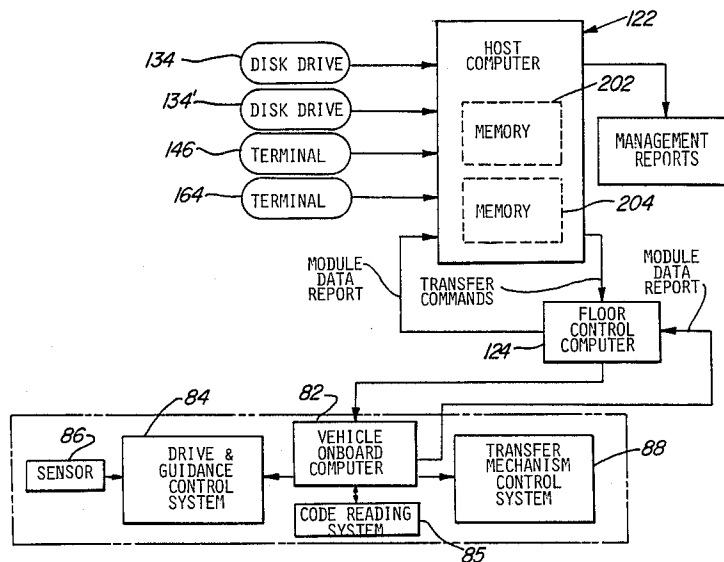 134
DISK DRIVE
134'
DISK DRIVE
146
TERMINAL
164
TERMINAL
122
HOST
COMPUTER
202
MEMORY
MEMORY
204
MANAGEMENT
REPORTS
MODULE
DATA
REPORT
TRANSFER
COMMANDS
MODULE
DATA
REPORT
FLOOR
CONTROL
COMPUTER
124
86
SENSOR
84
DRIVE &
GUIDANCE
CONTROL
SYSTEM
82
VEHICLE
ONBOARD
COMPUTER
CODE READING
SYSTEM
85
TRANSFER
MECHANISM
CONTROL
SYSTEM
88